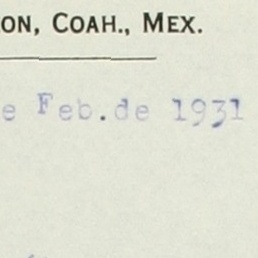 ON, COAH., MEX.
e Feb.de 1931